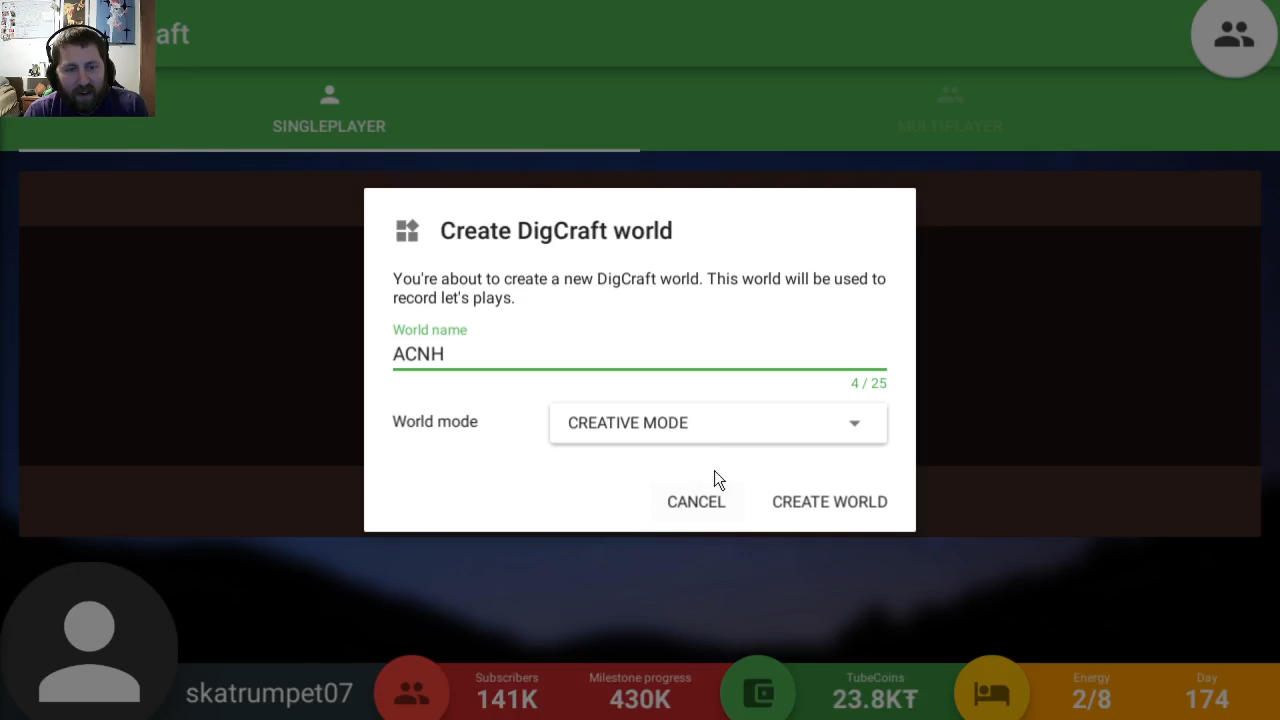 aft
SINGLEPLAYER
MULTIPLAYER
Create DigCraft world
You're about to create a new DigCraft world. This world will be used to
record let's plays.
World name
ACNH
4 / 25
World mode
CREATIVE MODE
CANCEL
CREATE WORLD
skatrumpet07
Subscribers
141K
Milestone progress
430K
TubeCoins
23.8KŦ
Energy
2/8
Day
174